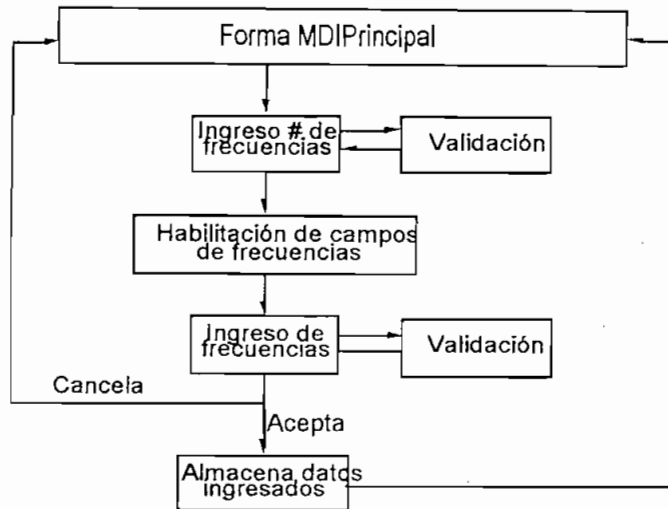 Forma MDIPrincipal
Ingreso # de
frecuencias
Validación
Habilitación de campos
de frecuencias
Ingreso de
frecuencias
Validación
Cancela
Acepta
Almacena datos
ingresados